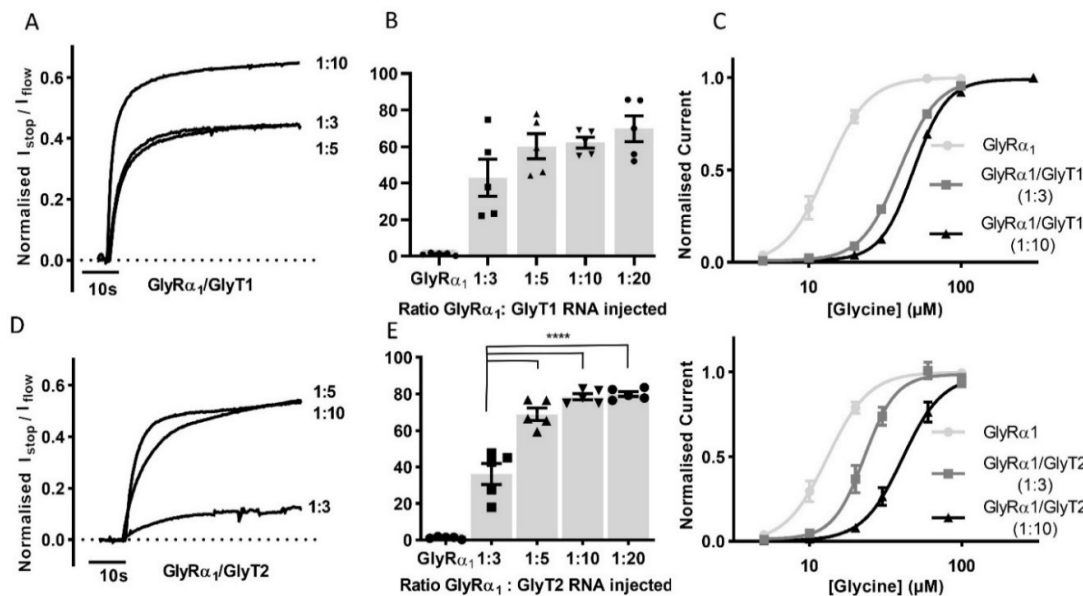 A
Normalised Istop / Iflow
0.6
0.4
0.2
0.0
1:10
1:3
1:5
10s
GlyRα1/GlyT1
B
100
80
60
40
20
0
GlyRα1 1:3 1:5 1:10 1:20
Ratio GlyRα1: GlyT1 RNA injected
C
Normalised Current
1.0
0.5
0.0
GlyRα1
GlyRα1/GlyT1
(1:3)
GlyRα1/GlyT1
(1:10)
10 100
[Glycine] (μM)
D
Normalised Istop / Iflow
0.6
0.4
0.2
0.0
1:5
1:10
1:3
10s
GlyRα1/GlyT2
E
100
80
60
40
20
0
****
GlyRα1 1:3 1:5 1:10 1:20
Ratio GlyRα1 : GlyT2 RNA injected
Normalised Current
1.0
0.5
0.0
GlyRα1
GlyRα1/GlyT2
(1:3)
GlyRα1/GlyT2
(1:10)
10 100
[Glycine] (μM)